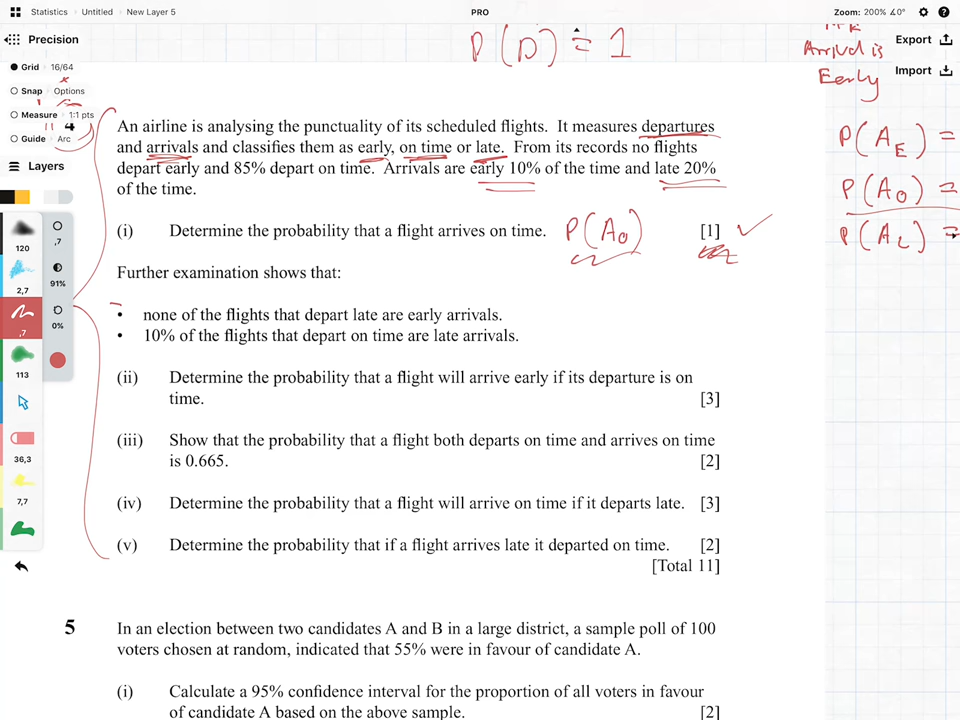 Statistics › Untitled › New Layer 5
PRO
Zoom: 200% ∡0°
Precision
Export
Import
Grid › 16/64
Snap Options
Measure › 1:1 pts
Guide › Arc
Layers
120
2,7
,7
113
36,3
7,7
,7
91%
0%
P(D) = 1
Arrival is
Early
P(A_E) =
P(A_O) =
P(A_L) =
4
An airline is analysing the punctuality of its scheduled flights. It measures departures
and arrivals and classifies them as early, on time or late. From its records no flights
depart early and 85% depart on time. Arrivals are early 10% of the time and late 20%
of the time.
(i) Determine the probability that a flight arrives on time. P(A_O) [1] ✓
Further examination shows that:
• none of the flights that depart late are early arrivals.
• 10% of the flights that depart on time are late arrivals.
(ii) Determine the probability that a flight will arrive early if its departure is on
time. [3]
(iii) Show that the probability that a flight both departs on time and arrives on time
is 0.665. [2]
(iv) Determine the probability that a flight will arrive on time if it departs late. [3]
(v) Determine the probability that if a flight arrives late it departed on time. [2]
[Total 11]
5 In an election between two candidates A and B in a large district, a sample poll of 100
voters chosen at random, indicated that 55% were in favour of candidate A.
(i) Calculate a 95% confidence interval for the proportion of all voters in favour
of candidate A based on the above sample. [2]